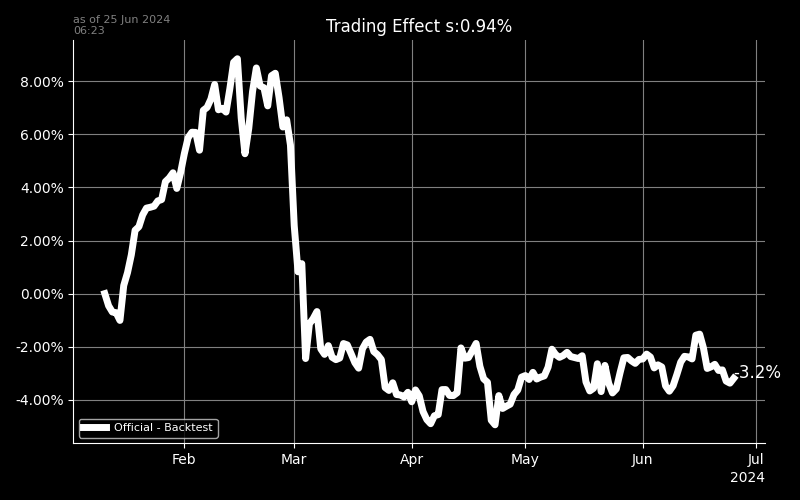 as of 25 Jun 2024
06:23
Trading Effect s:0.94%
8.00%
6.00%
4.00%
2.00%
0.00%
-2.00%
-4.00%
-3.2%
Official - Backtest
Feb
Mar
Apr
May
Jun
Jul
2024